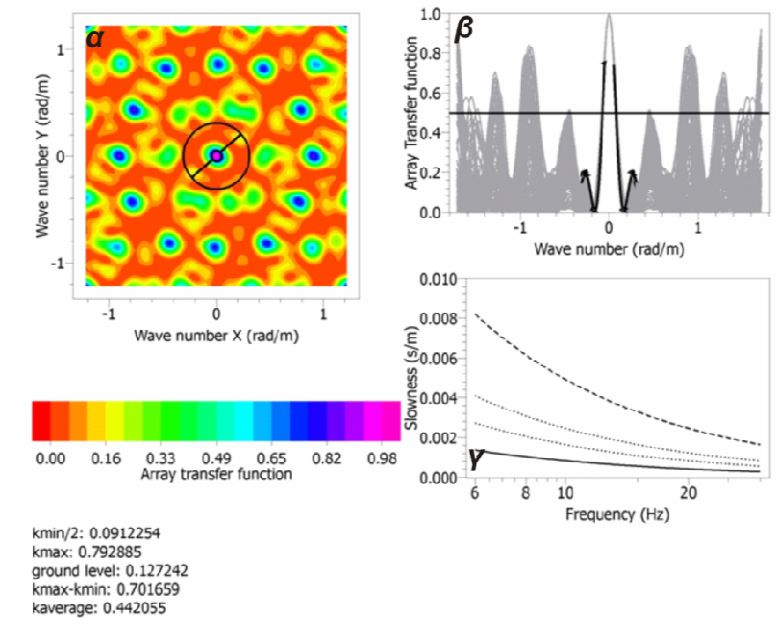 α
Wave number Y (rad/m)
1
0
-1
-1
0
1
Wave number X (rad/m)
β
Array Transfer function
1.0
0.8
0.6
0.4
0.2
0.0
-1
0
1
Wave number (rad/m)
0.00
0.16
0.33
0.49
0.65
0.82
0.98
Array transfer function
Slowness (s/m)
0.010
0.008
0.006
0.004
0.002
0.000
γ
6
8
10
20
Frequency (Hz)
kmin/2: 0.0912254
kmax: 0.792885
ground level: 0.127242
kmax-kmin: 0.701659
kaverage: 0.442055